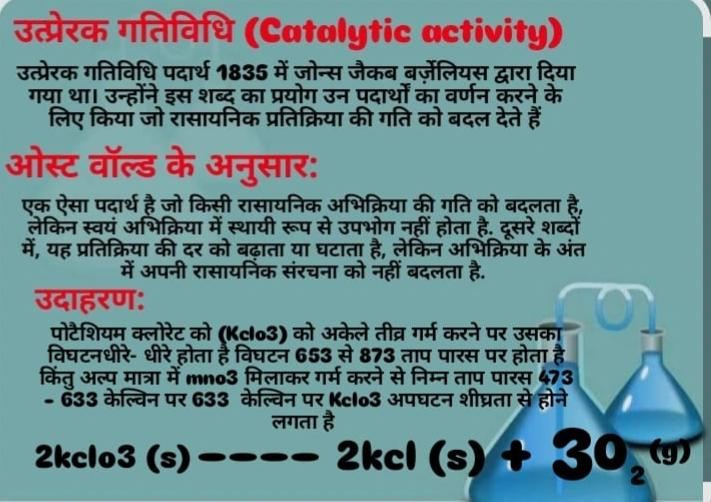 उत्प्रेरक गतिविधि (Catalytic activity)
उत्प्रेरक गतिविधि पदार्थ 1835 में जोन्स जैकब बर्ज़ेलियस द्वारा दिया
गया था। उन्होंने इस शब्द का प्रयोग उन पदार्थों का वर्णन करने के
लिए किया जो रासायनिक प्रतिक्रिया की गति को बदल देते हैं
ओस्ट वॉल्ड के अनुसार:
एक ऐसा पदार्थ है जो किसी रासायनिक अभिक्रिया की गति को बदलता है,
लेकिन स्वयं अभिक्रिया में स्थायी रूप से उपभोग नहीं होता है. दूसरे शब्दों
में, यह प्रतिक्रिया की दर को बढ़ाता या घटाता है, लेकिन अभिक्रिया के अंत
में अपनी रासायनिक संरचना को नहीं बदलता है.
उदाहरण:
पोटैशियम क्लोरेट को (Kclo3) को अकेले तीव्र गर्म करने पर उसका
विघटनधीरे- धीरे होता है विघटन 653 से 873 ताप पारस पर होता है
किंतु अल्प मात्रा में mno3 मिलाकर गर्म करने से निम्न ताप पारस 473
- 633 केल्विन पर 633 केल्विन पर Kclo3 अपघटन शीघ्रता से होने
लगता है
2kclo3 (s) ---- 2kcl (s) + 3O₂ (g)